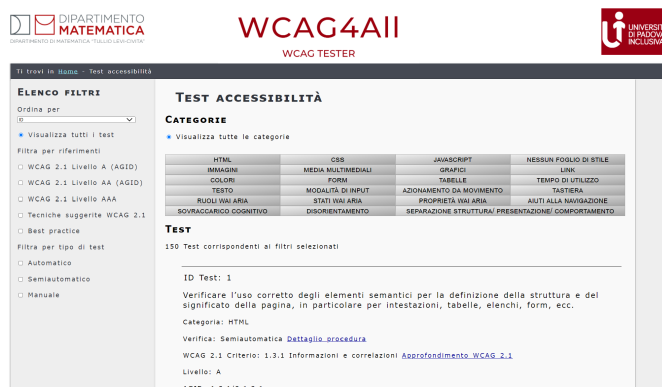 DIPARTIMENTO
MATEMATICA
DIPARTIMENTO DI MATEMATICA "TULLIO LEVI-CIVITA"
WCAG4All
WCAG TESTER
UNIVERSIT
DI PADOVA
INCLUSIVA
Ti trovi in Home - Test accessibilità
ELENCO FILTRI
Ordina per
ID
Visualizza tutti i test
Filtra per riferimenti
WCAG 2.1 Livello A (AGID)
WCAG 2.1 Livello AA (AGID)
WCAG 2.1 Livello AAA
Tecniche suggerite WCAG 2.1
Best practice
Filtra per tipo di test
Automatico
Semiautomatico
Manuale
TEST ACCESSIBILITÀ
CATEGORIE
Visualizza tutte le categorie
HTML CSS JAVASCRIPT NESSUN FOGLIO DI STILE
IMMAGINI MEDIA MULTIMEDIALI GRAFICI LINK
COLORI FORM TABELLE TEMPO DI UTILIZZO
TESTO MODALITÀ DI INPUT AZIONAMENTO DA MOVIMENTO TASTIERA
RUOLI WAI ARIA STATI WAI ARIA PROPRIETÀ WAI ARIA AIUTI ALLA NAVIGAZIONE
SOVRACCARICO COGNITIVO DISORIENTAMENTO SEPARAZIONE STRUTTURA/ PRESENTAZIONE/ COMPORTAMENTO
TEST
150 Test corrispondenti ai filtri selezionati
ID Test: 1
Verificare l'uso corretto degli elementi semantici per la definizione della struttura e del
significato della pagina, in particolare per intestazioni, tabelle, elenchi, form, ecc.
Categoria: HTML
Verifica: Semiautomatica Dettaglio procedura
WCAG 2.1 Criterio: 1.3.1 Informazioni e correlazioni Approfondimento WCAG 2.1
Livello: A